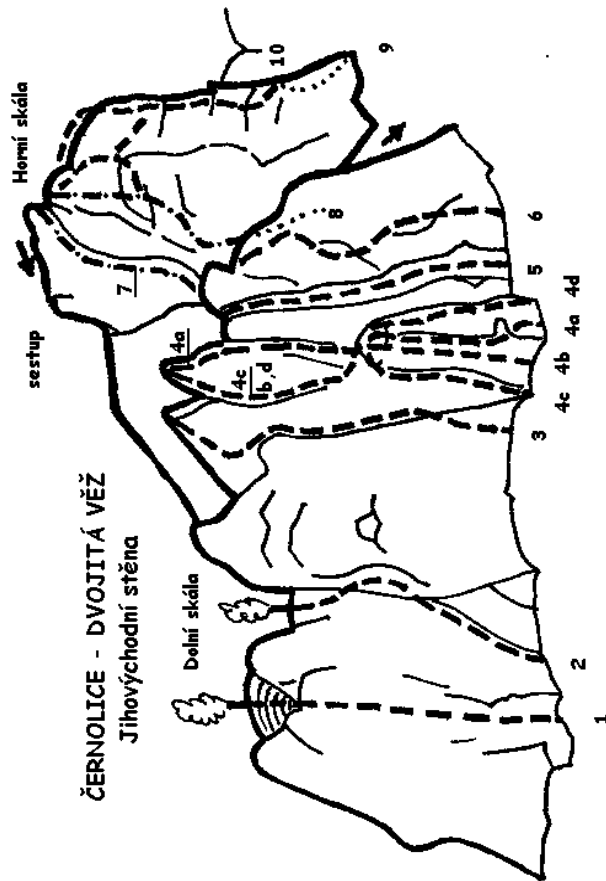 ČERNOLICE - DVOJITÁ VĚŽ
Jihovýchodní stěna
sestup
Horní skála
Dolní skála
7
4a
4c
b,d
8
10
9
1
2
3
4c
4b
4a
4d
5
6